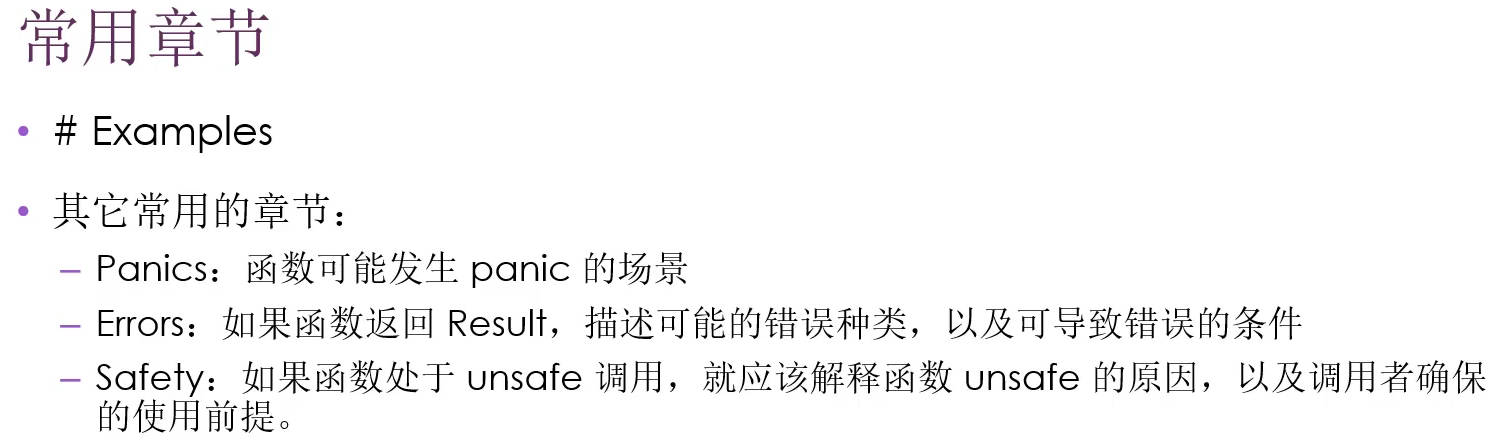 常用章节
• # Examples
• 其它常用的章节：
– Panics：函数可能发生 panic 的场景
– Errors：如果函数返回 Result，描述可能的错误种类，以及可导致错误的条件
– Safety：如果函数处于 unsafe 调用，就应该解释函数 unsafe 的原因，以及调用者确保
的使用前提。